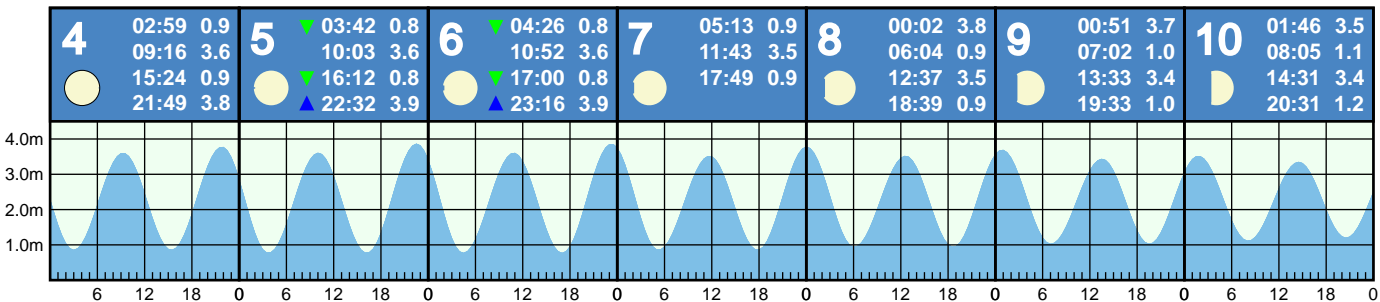 4
02:59 0.9
09:16 3.6
15:24 0.9
21:49 3.8
5
▼ 03:42 0.8
10:03 3.6
▼ 16:12 0.8
▲ 22:32 3.9
6
▼ 04:26 0.8
10:52 3.6
▼ 17:00 0.8
▲ 23:16 3.9
7
05:13 0.9
11:43 3.5
17:49 0.9
8
00:02 3.8
06:04 0.9
12:37 3.5
18:39 0.9
9
00:51 3.7
07:02 1.0
13:33 3.4
19:33 1.0
10
01:46 3.5
08:05 1.1
14:31 3.4
20:31 1.2
4.0m
3.0m
2.0m
1.0m
6 12 18 0 6 12 18 0 6 12 18 0 6 12 18 0 6 12 18 0 6 12 18 0 6 12 18 0